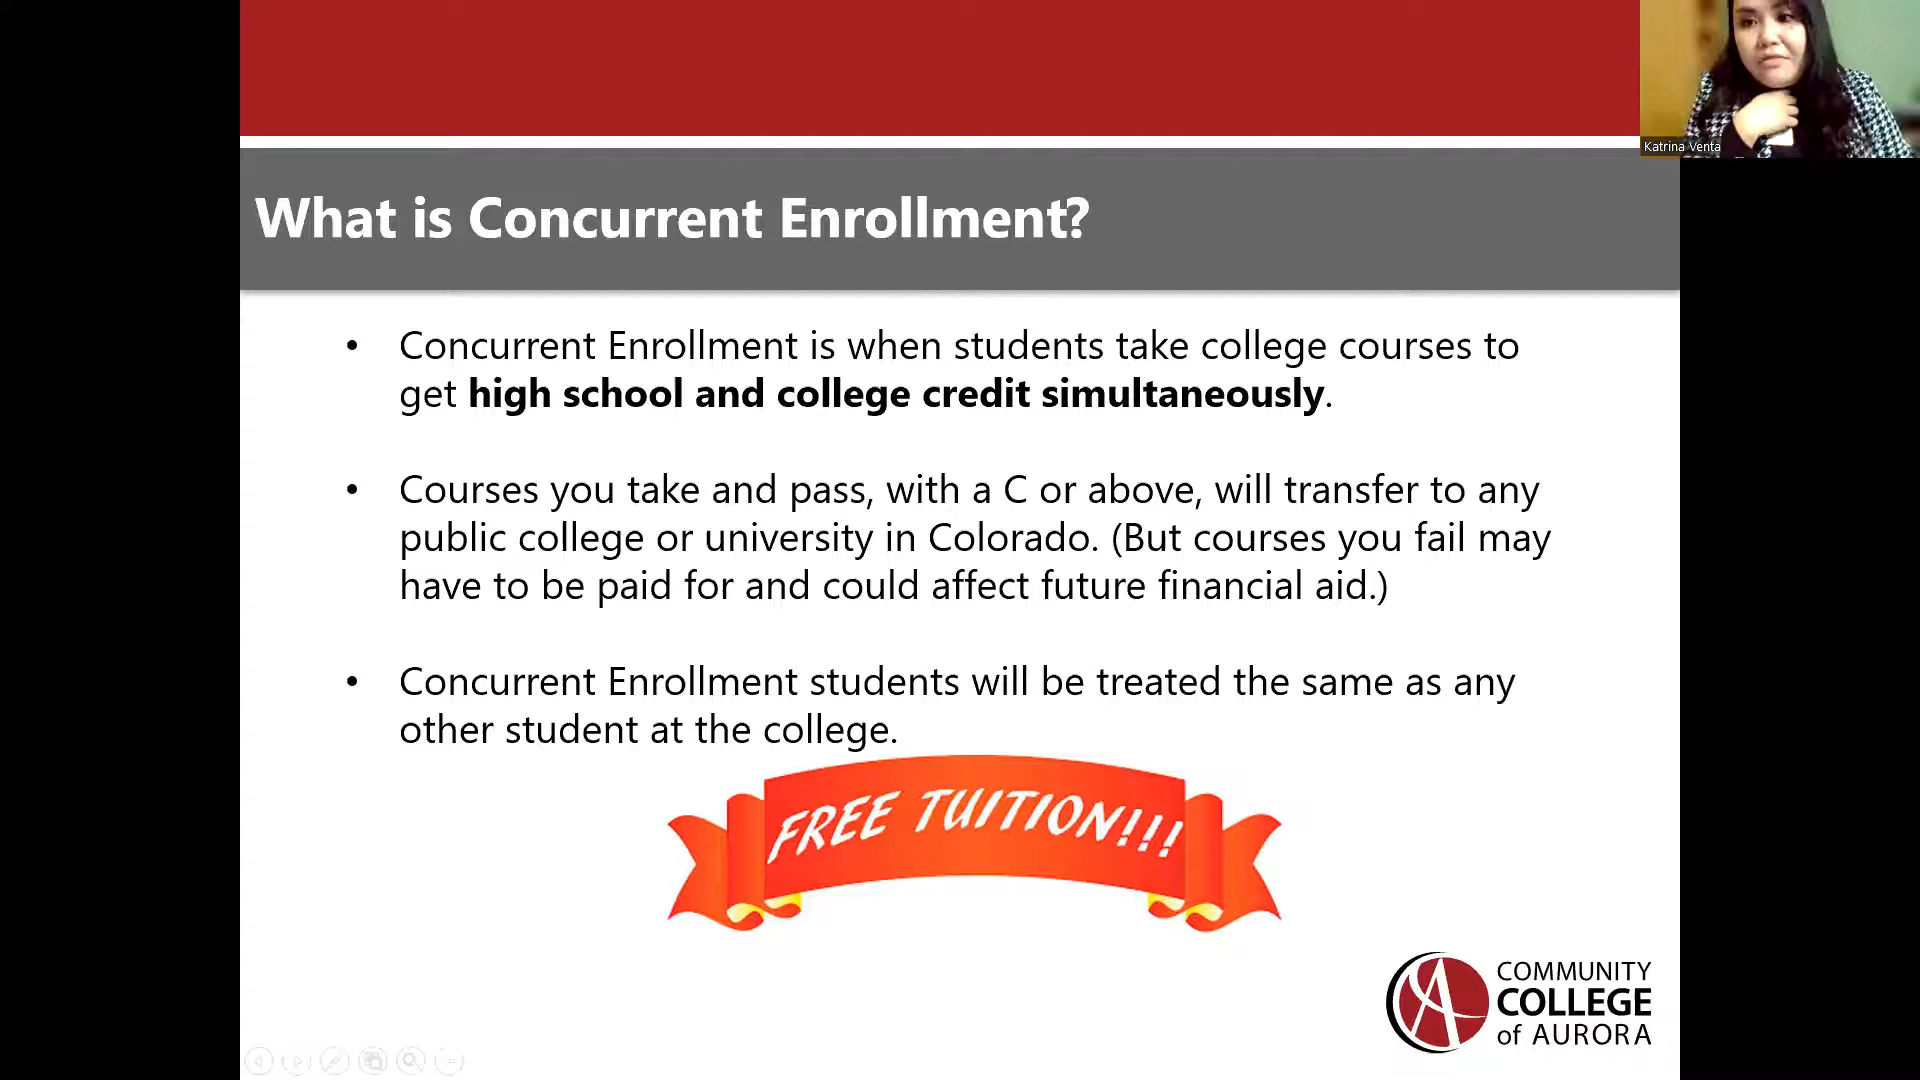 Katrina Venta
What is Concurrent Enrollment?
• Concurrent Enrollment is when students take college courses to
get high school and college credit simultaneously.
• Courses you take and pass, with a C or above, will transfer to any
public college or university in Colorado. (But courses you fail may
have to be paid for and could affect future financial aid.)
• Concurrent Enrollment students will be treated the same as any
other student at the college.
FREE TUITION!!!
COMMUNITY
COLLEGE
of AURORA